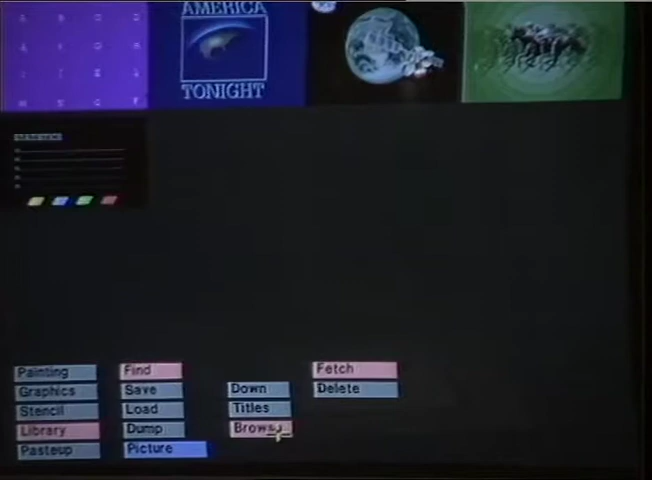 AMERICA
TONIGHT
Painting
Graphics
Stencil
Library
Pasteup
Find
Save
Load
Dump
Picture
Down
Titles
Browse
Fetch
Delete